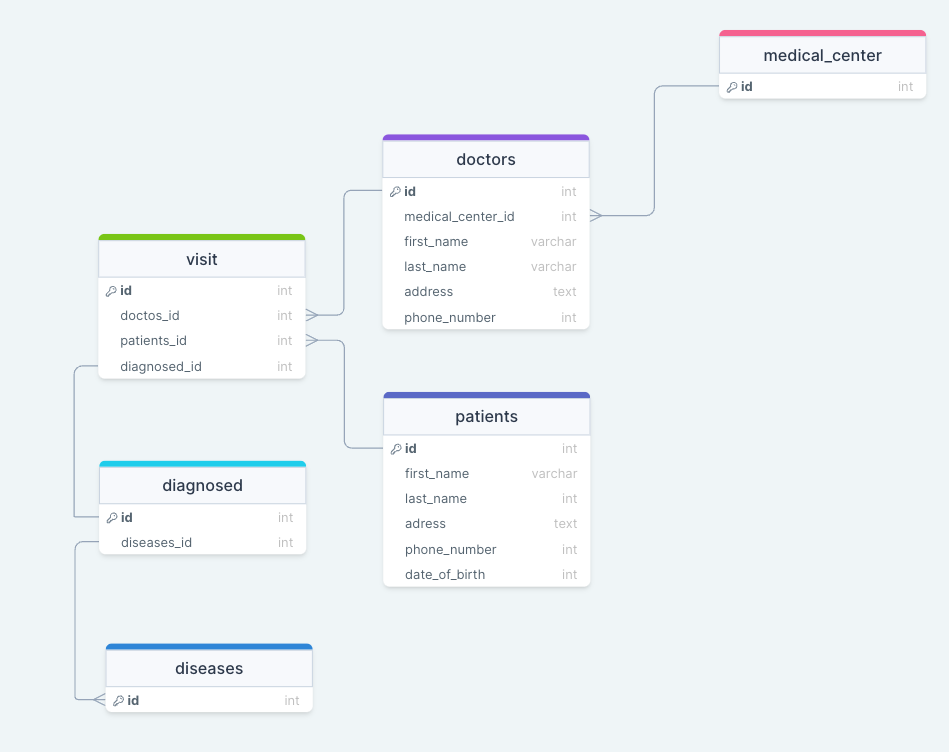 medical_center
id int
doctors
id int
medical_center_id int
first_name varchar
last_name varchar
address text
phone_number int
visit
id int
doctos_id int
patients_id int
diagnosed_id int
patients
id int
first_name varchar
last_name int
adress text
phone_number int
date_of_birth int
diagnosed
id int
diseases_id int
diseases
id int